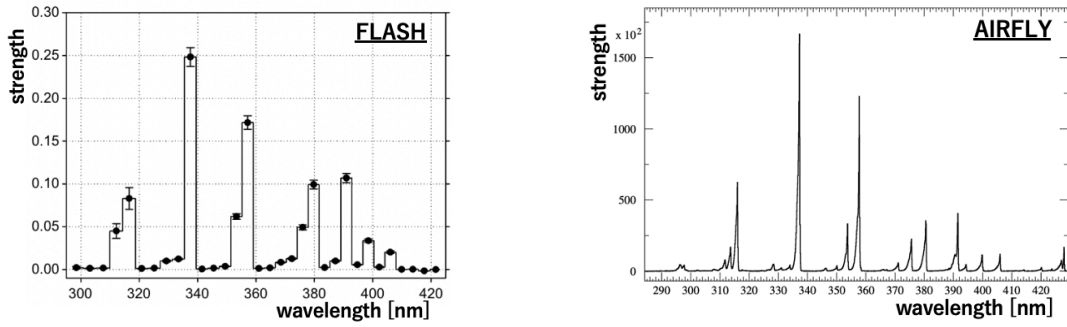 FLASH
strength
0.30
0.25
0.20
0.15
0.10
0.05
0.00
300 320 340 360 380 400 420
wavelength [nm]
AIRFLY
strength
x 10²
1500
1000
500
0
290 300 310 320 330 340 350 360 370 380 390 400 410 420
wavelength [nm]